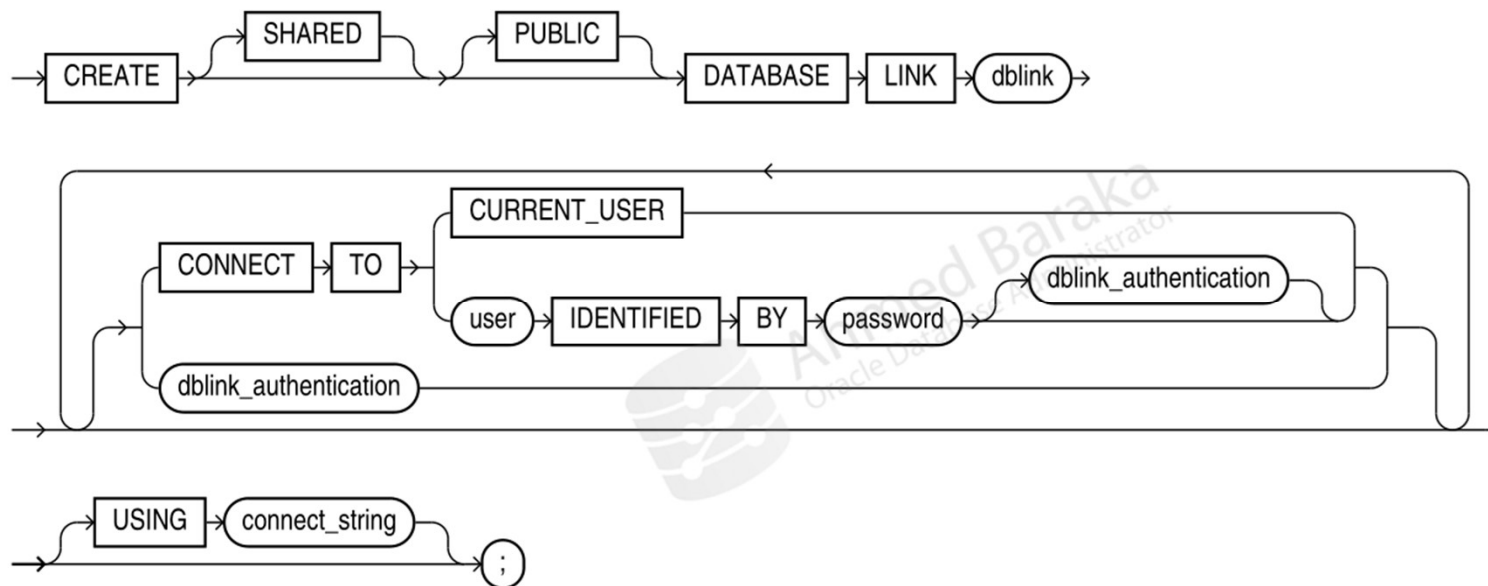 CREATE SHARED PUBLIC DATABASE LINK dblink
CONNECT TO CURRENT_USER
user IDENTIFIED BY password dblink_authentication
dblink_authentication
USING connect_string ;
Ahmed Baraka
Oracle Database Administrator